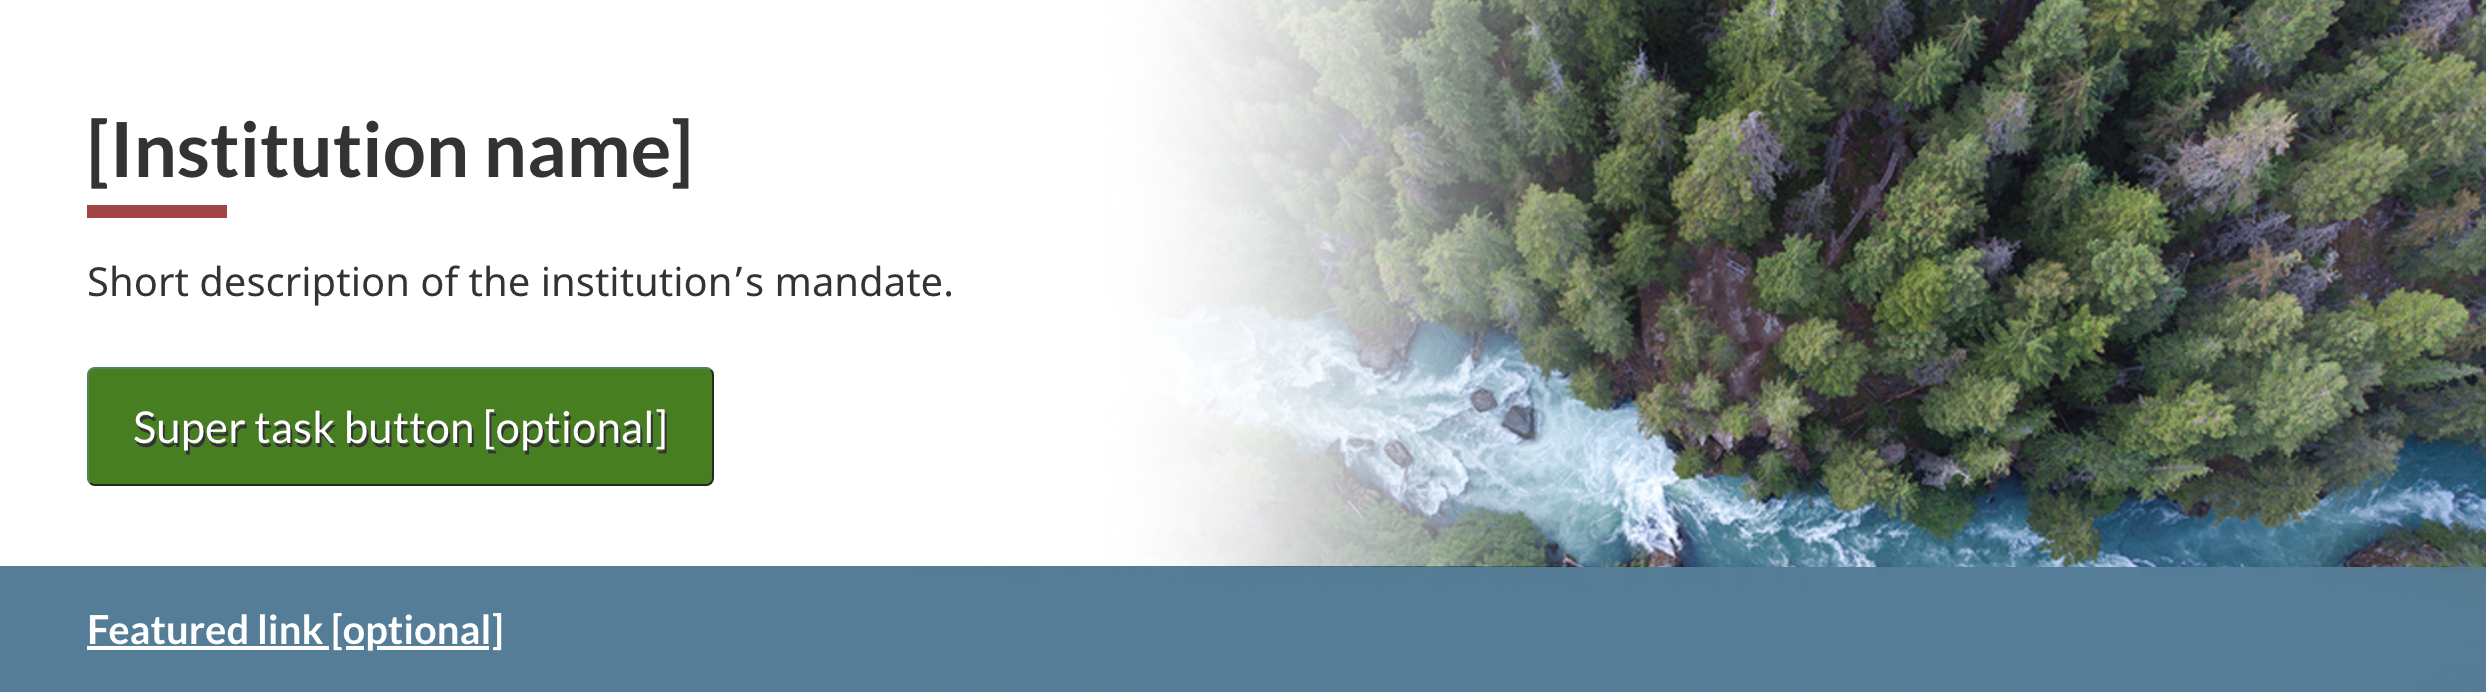 [Institution name]
Short description of the institution’s mandate.
Super task button [optional]
Featured link [optional]